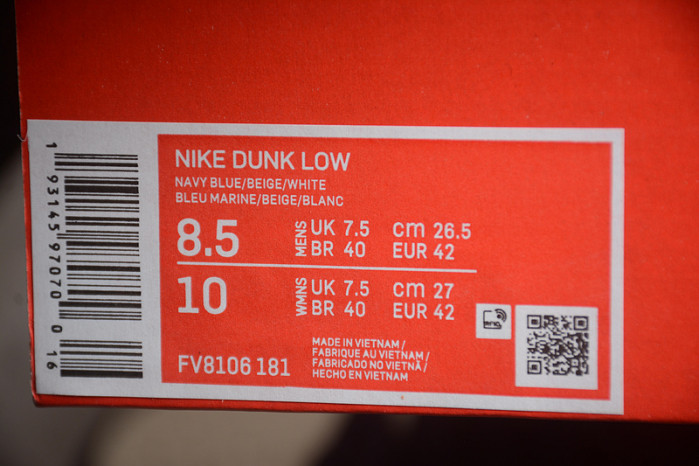 1 93145 97070 0 16
NIKE DUNK LOW
NAVY BLUE/BEIGE/WHITE
BLEU MARINE/BEIGE/BLANC
8.5 MENS UK 7.5 cm 26.5
BR 40 EUR 42
10 WMNS UK 7.5 cm 27
BR 40 EUR 42
FV8106 181
MADE IN VIETNAM/
FABRIQUE AU VIETNAM/
FABRICADO NO VIETNÃ/
HECHO EN VIETNAM